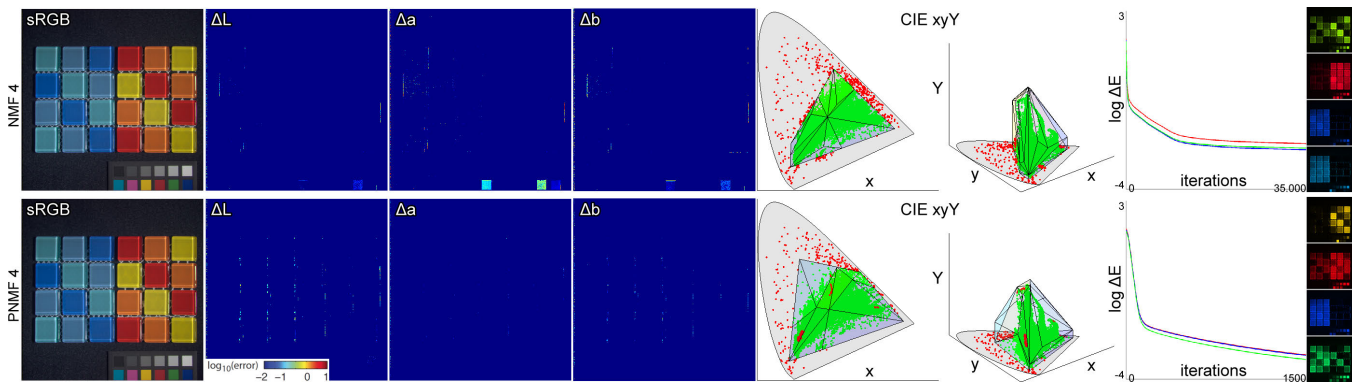 NMF 4
sRGB
ΔL
Δa
Δb
CIE xyY
x
Y
y
x
log ΔE
3
-4
0
iterations
35.000
PNMF 4
sRGB
ΔL
log10(error)
-2 -1 0 1
Δa
Δb
CIE xyY
x
Y
y
x
log ΔE
3
-4
0
iterations
1500